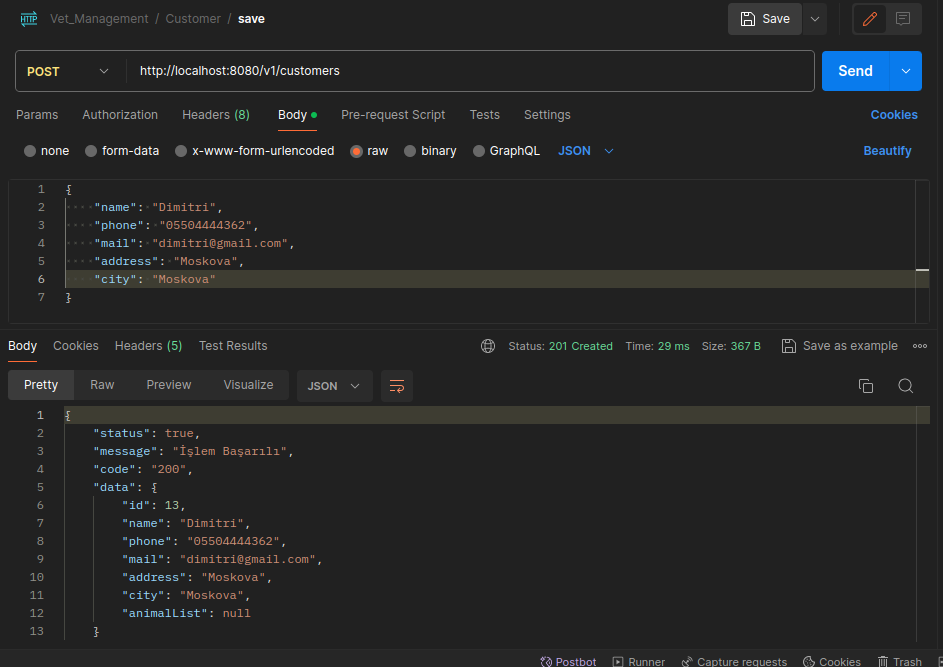 HTTP Vet_Management / Customer / save Save
POST http://localhost:8080/v1/customers Send
Params Authorization Headers (8) Body Pre-request Script Tests Settings Cookies
none form-data x-www-form-urlencoded raw binary GraphQL JSON Beautify
1 {
2 "name": "Dimitri",
3 "phone": "05504444362",
4 "mail": "dimitri@gmail.com",
5 "address": "Moskova",
6 "city": "Moskova"
7 }
Body Cookies Headers (5) Test Results Status: 201 Created Time: 29 ms Size: 367 B Save as example
Pretty Raw Preview Visualize JSON
1 {
2 "status": true,
3 "message": "İşlem Başarılı",
4 "code": "200",
5 "data": {
6 "id": 13,
7 "name": "Dimitri",
8 "phone": "05504444362",
9 "mail": "dimitri@gmail.com",
10 "address": "Moskova",
11 "city": "Moskova",
12 "animalList": null
13 }
Postbot Runner Capture requests Cookies Trash